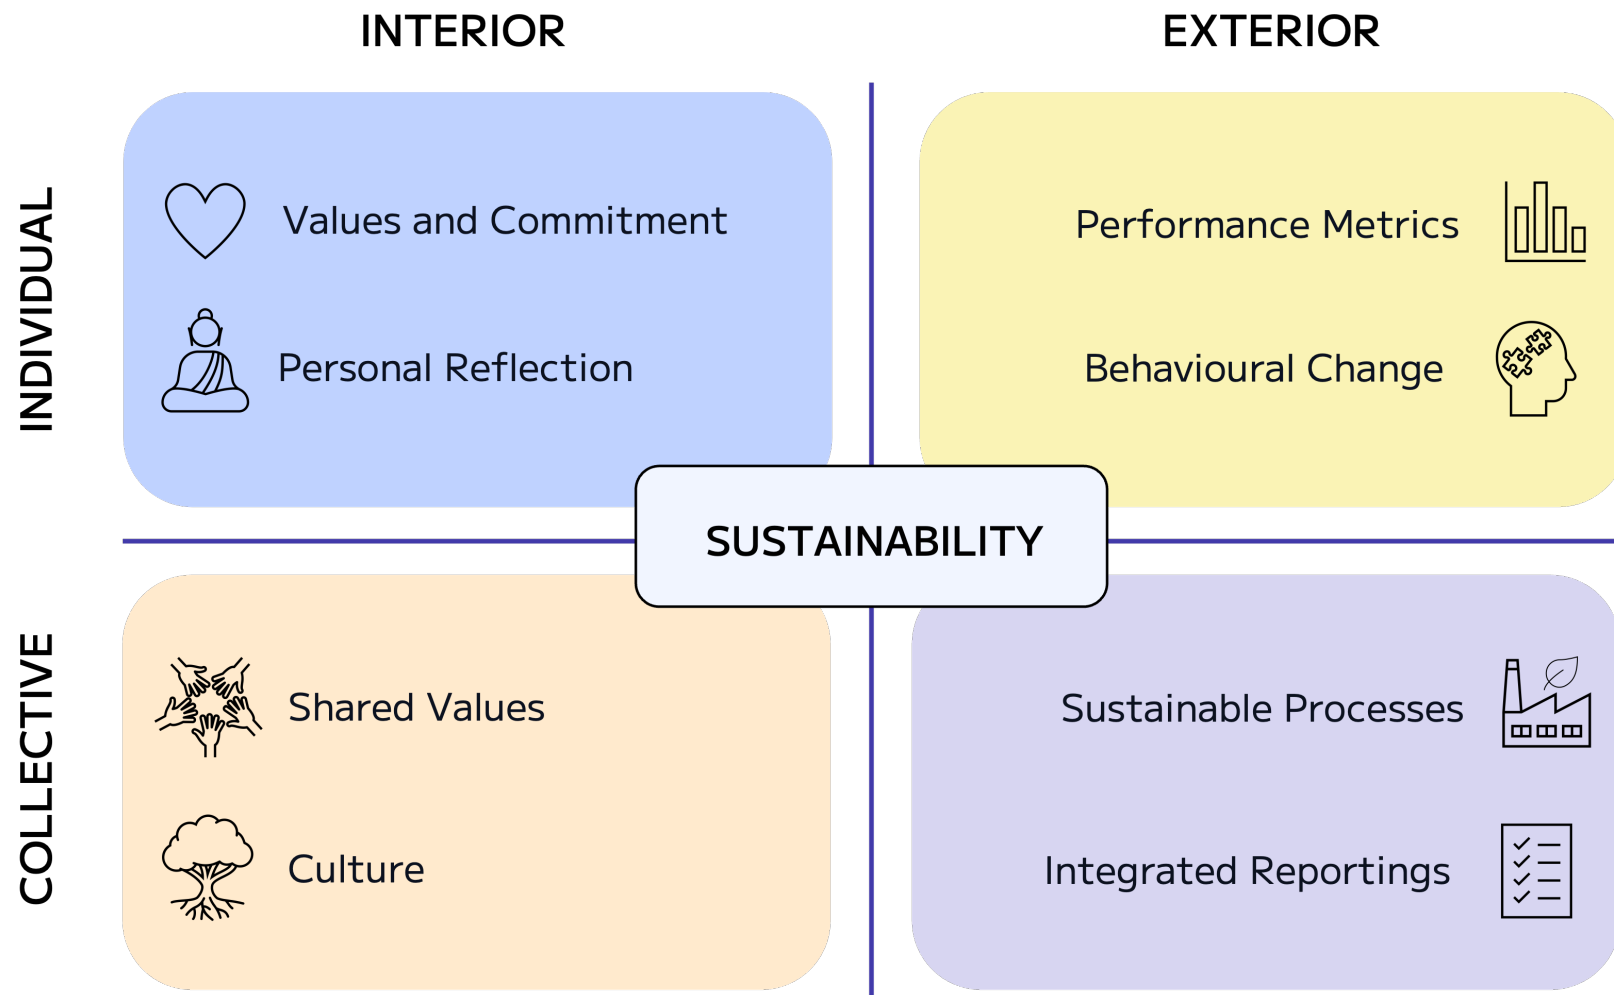 INTERIOR
EXTERIOR
INDIVIDUAL
Values and Commitment
Performance Metrics
Personal Reflection
Behavioural Change
SUSTAINABILITY
COLLECTIVE
Shared Values
Sustainable Processes
Culture
Integrated Reportings